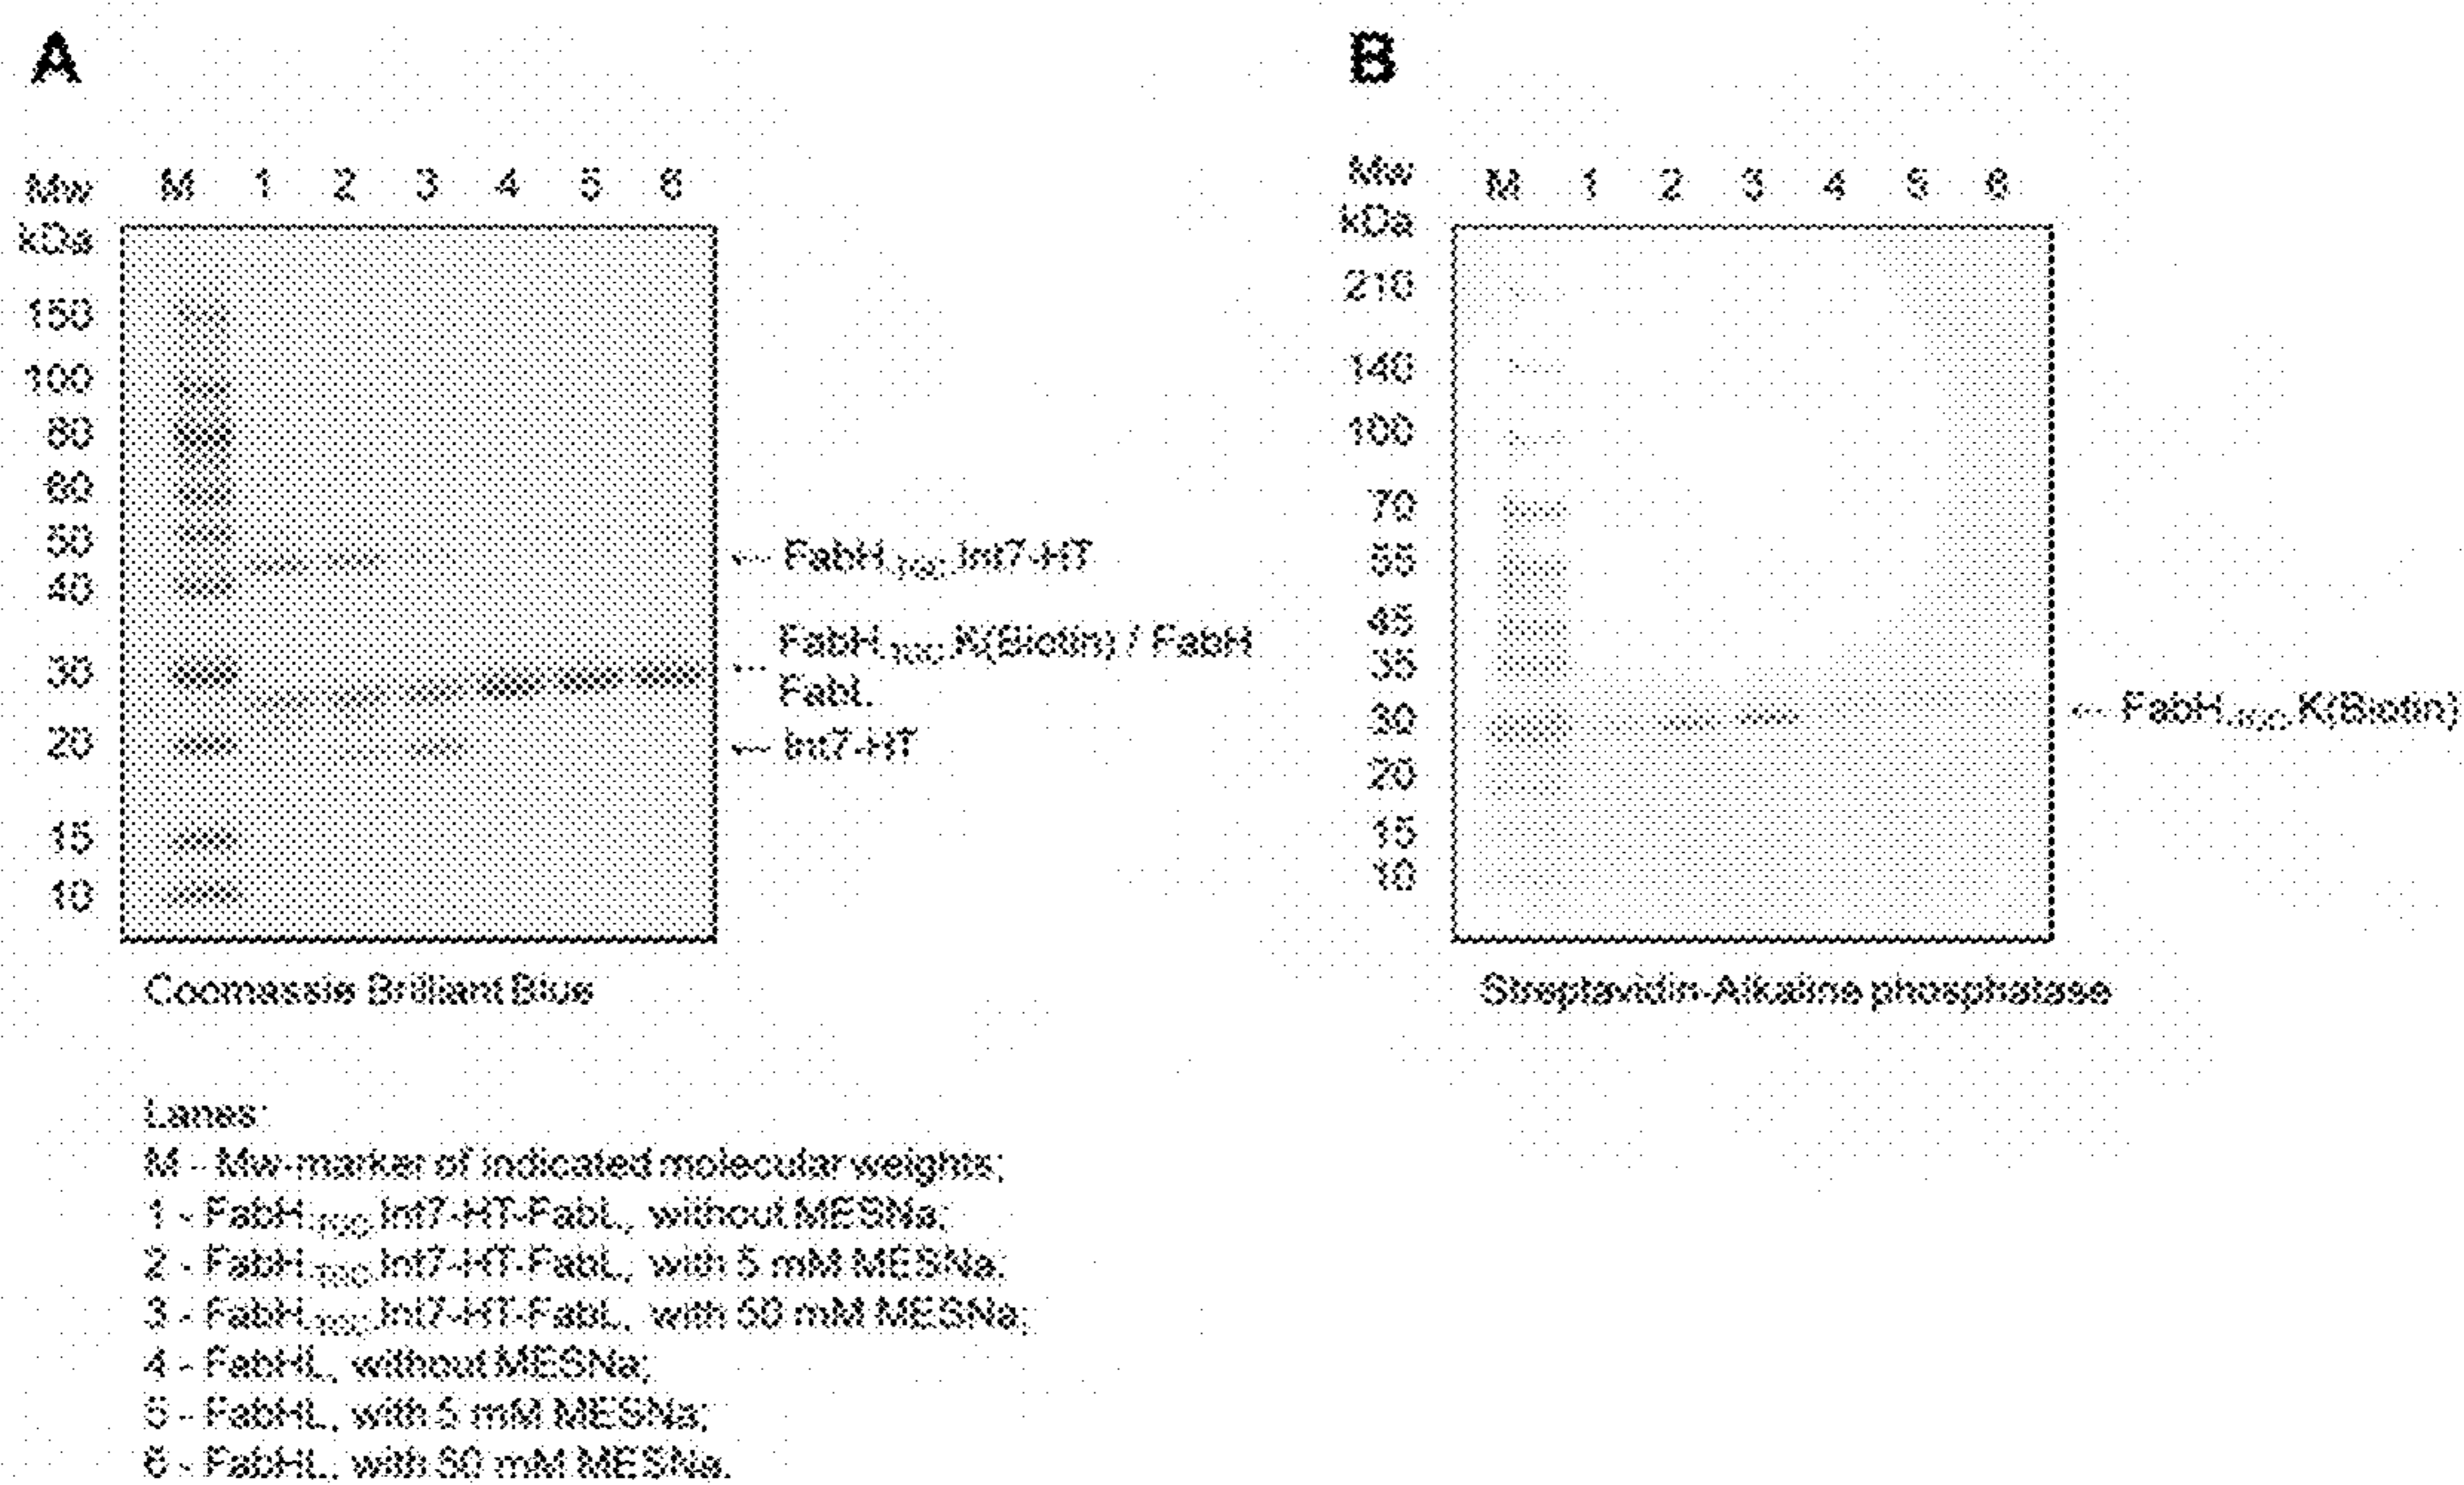 A
Mw
kDa
M 1 2 3 4 5 6
150
100
80
60
50
40
30
20
15
10
FabH
Int7-HT
K(Biotin) / FabH
FabL
Int7-HT
Coomassie Brilliant Blue
B
Mw
kDa
M 1 2 3 4 5 6
210
140
100
70
55
45
35
30
20
15
10
FabH
K(Biotin)
Streptavidin-Alkaline phosphatase
Lanes:
M - Mw-marker of indicated molecular weights;
1 - FabH Int7-HT-FabL, without MESNa;
2 - FabH Int7-HT-FabL, with 5 mM MESNa;
3 - FabH Int7-HT-FabL, with 50 mM MESNa;
4 - FabHL, without MESNa;
5 - FabHL, with 5 mM MESNa;
6 - FabHL, with 50 mM MESNa.